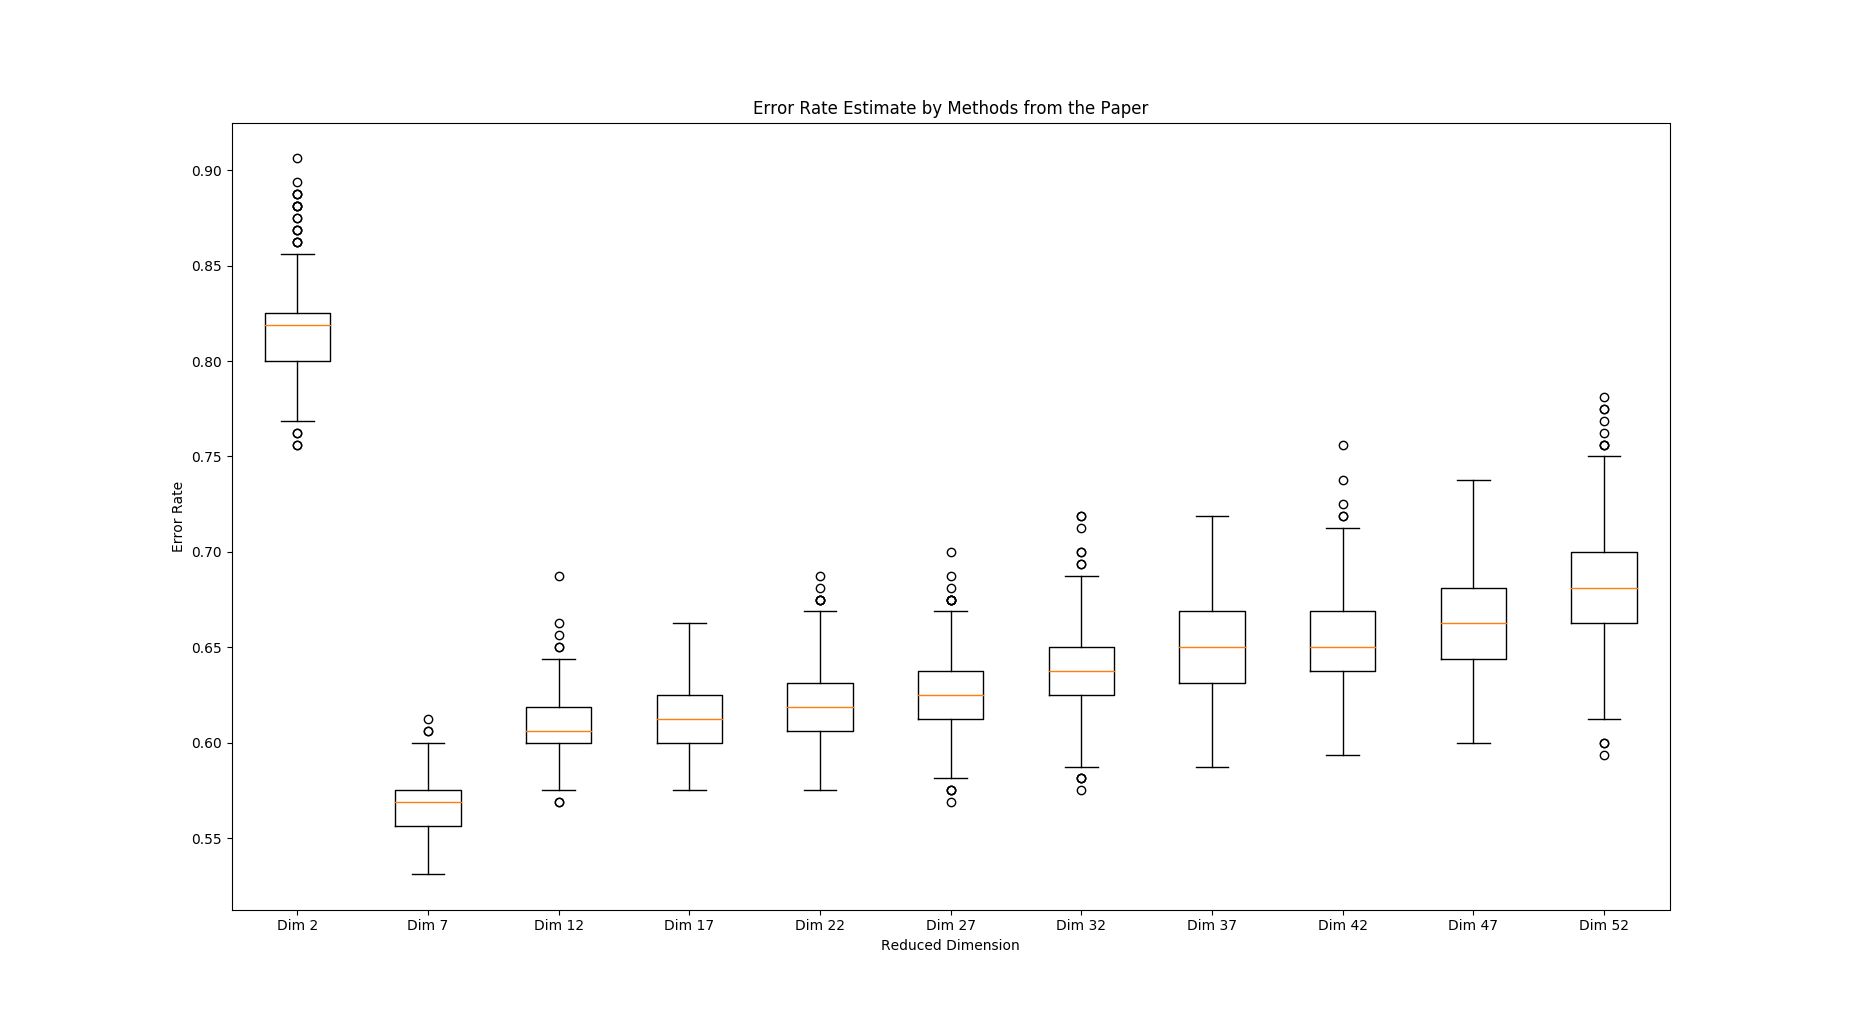 Error Rate Estimate by Methods from the Paper
0.90
0.85
0.80
0.75
0.70
0.65
0.60
0.55
Error Rate
Dim 2 Dim 7 Dim 12 Dim 17 Dim 22 Dim 27 Dim 32 Dim 37 Dim 42 Dim 47 Dim 52
Reduced Dimension